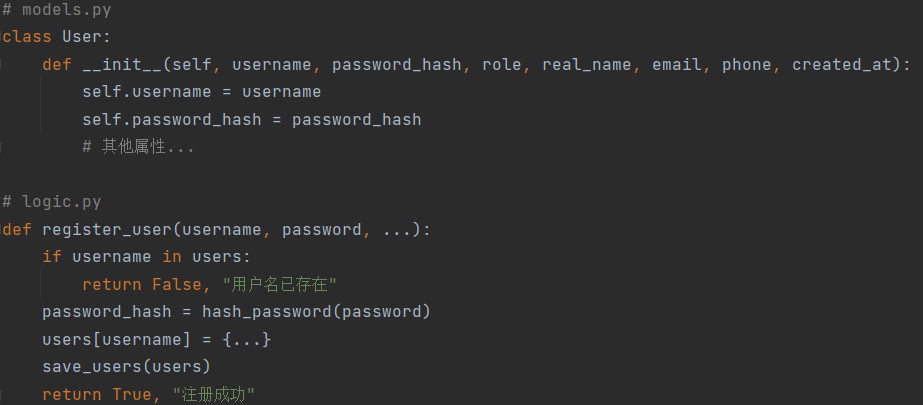 # models.py
class User:
    def __init__(self, username, password_hash, role, real_name, email, phone, created_at):
        self.username = username
        self.password_hash = password_hash
        # 其他属性...
# logic.py
def register_user(username, password, ...):
    if username in users:
        return False, "用户名已存在"
    password_hash = hash_password(password)
    users[username] = {...}
    save_users(users)
    return True, "注册成功"